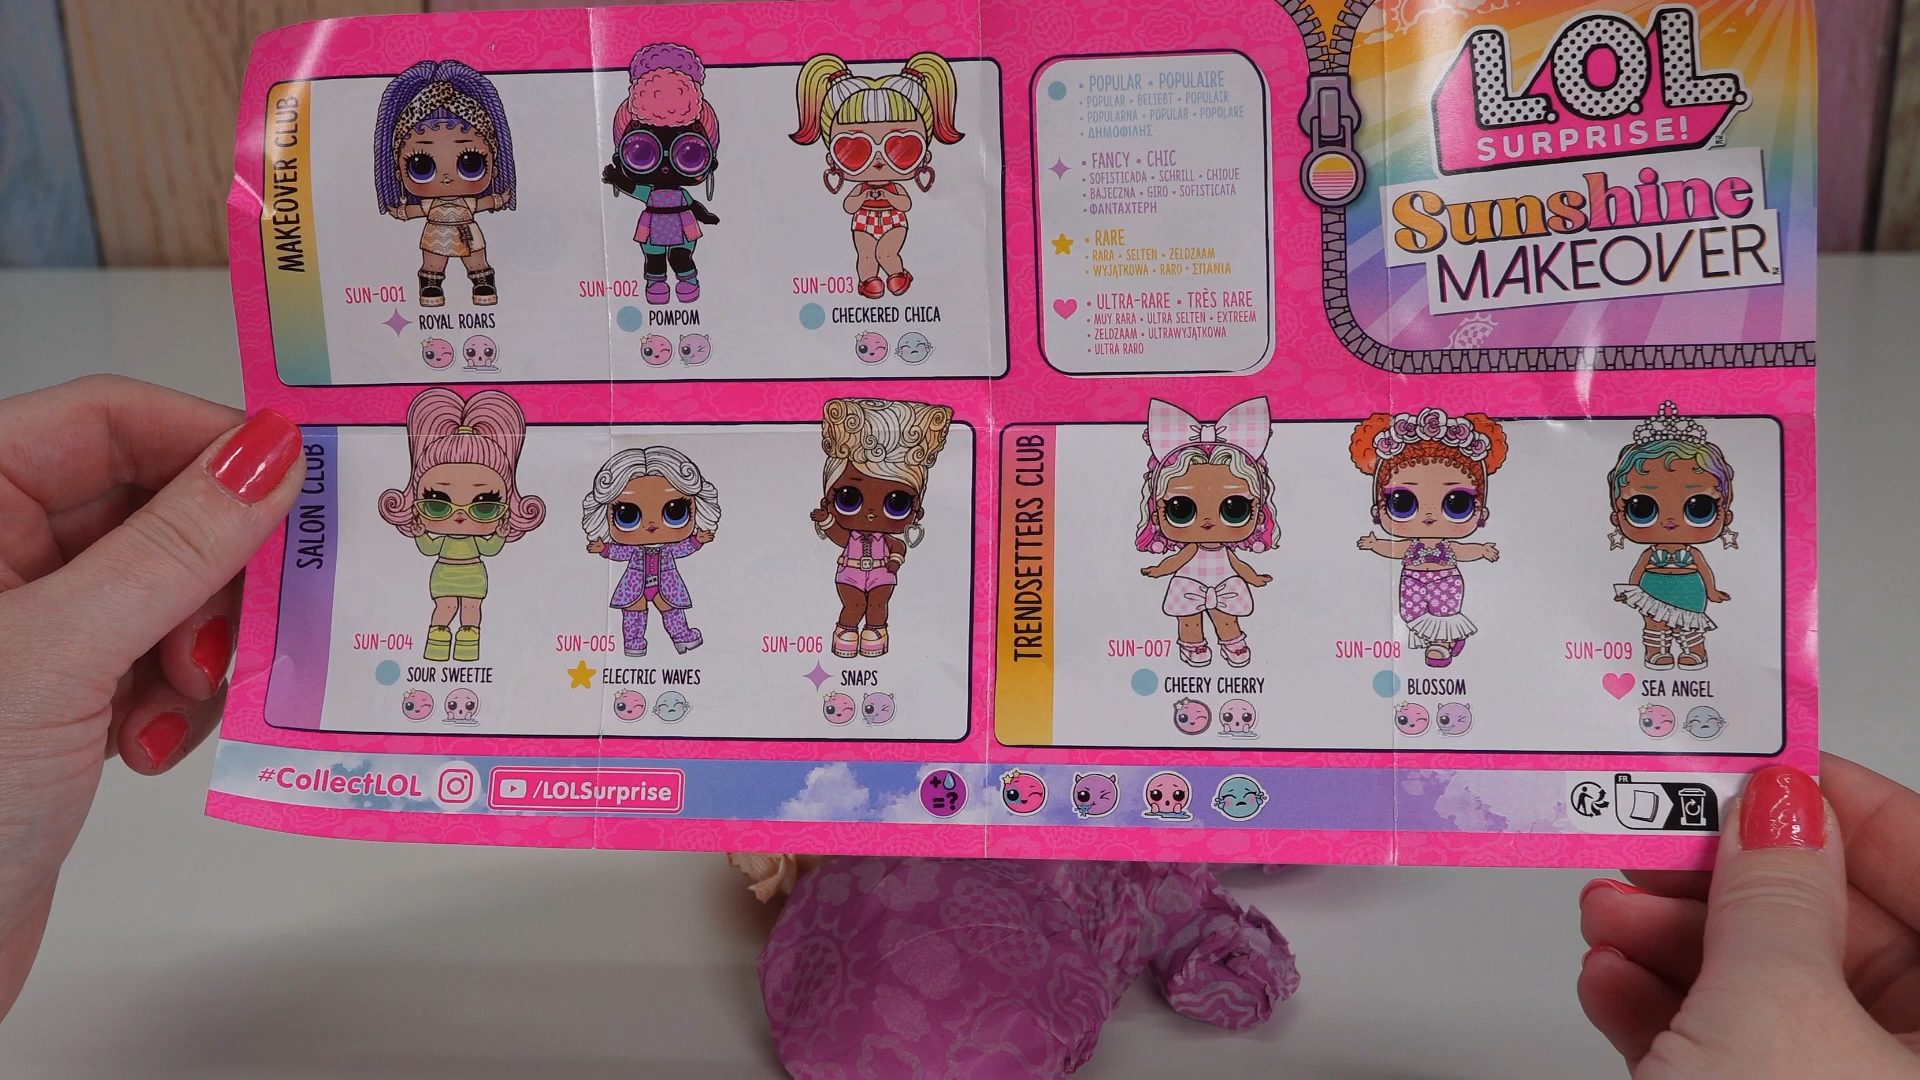 MAKEOVER CLUB
SUN-001
ROYAL ROARS
SUN-002
POMPOM
SUN-003
CHECKERED CHICA
• POPULAR • POPULAIRE
• POPULAR • BELIEBT • POPULAIR
• POPULARNA • POPULAR • POPOLARE
• ΔΗΜΟΦΙΛΗΣ
• FANCY • CHIC
• SOFISTICADA • SCHRILL • CHIQUE
• BAJECZNA • GIRO • SOFISTICATA
• ΦΑΝΤΑΧΤΕΡΗ
• RARE
• RARA • SELTEN • ZELDZAAM
• WYJĄTKOWA • RARO • ΣΠΑΝΙΑ
• ULTRA-RARE • TRÈS RARE
• MUY RARA • ULTRA SELTEN • EXTREEM
ZELDZAAM • ULTRAWYJĄTKOWA
• ULTRA RARO
L.O.L.
SURPRISE!™
Sunshine
MAKEOVER™
SALON CLUB
SUN-004
SOUR SWEETIE
SUN-005
ELECTRIC WAVES
SUN-006
SNAPS
TRENDSETTERS CLUB
SUN-007
CHEERY CHERRY
SUN-008
BLOSSOM
SUN-009
SEA ANGEL
#CollectLOL
/LOLSurprise
+
=?
FR